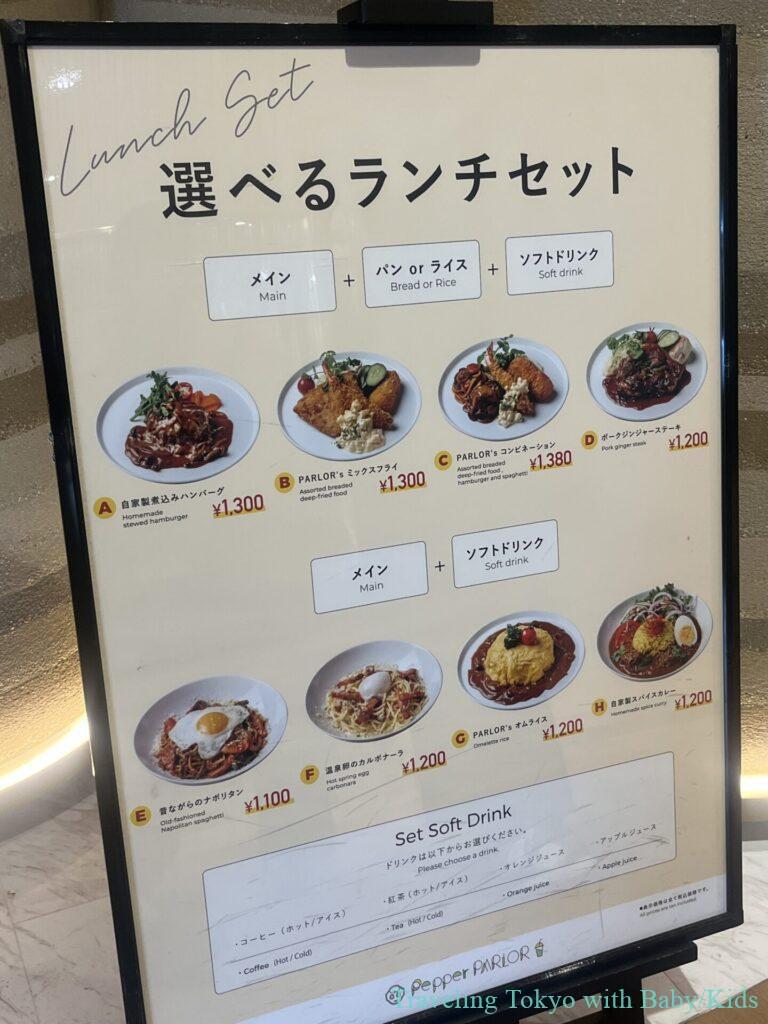 Lunch Set
選べるランチセット
メイン
Main
+
パン or ライス
Bread or Rice
+
ソフトドリンク
Soft drink
A 自家製煮込みハンバーグ
Homemade
stewed hamburger
¥1,300
B PARLOR's ミックスフライ
Assorted breaded
deep-fried food
¥1,300
C PARLOR's コンビネーション
Assorted breaded
deep-fried food,
hamburger and spaghetti
¥1,380
D ポークジンジャーステーキ
Pork ginger steak
¥1,200
メイン
Main
+
ソフトドリンク
Soft drink
E 昔ながらのナポリタン
Old-fashioned
Napolitan spaghetti
¥1,100
F 温泉卵のカルボナーラ
Hot spring egg
carbonara
¥1,200
G PARLOR's オムライス
Omelette rice
¥1,200
H 自家製スパイスカレー
Homemade spice curry
¥1,200
Set Soft Drink
ドリンクは以下からお選びください。
Please choose a drink.
・コーヒー（ホット/アイス）
・Coffee (Hot / Cold)
・紅茶（ホット/アイス）
・Tea (Hot / Cold)
・オレンジジュース
・Orange juice
・アップルジュース
・Apple juice
●表示価格は全て税込価格です。
All prices are tax included.
Pepper PARLOR
Traveling Tokyo with Baby/Kids